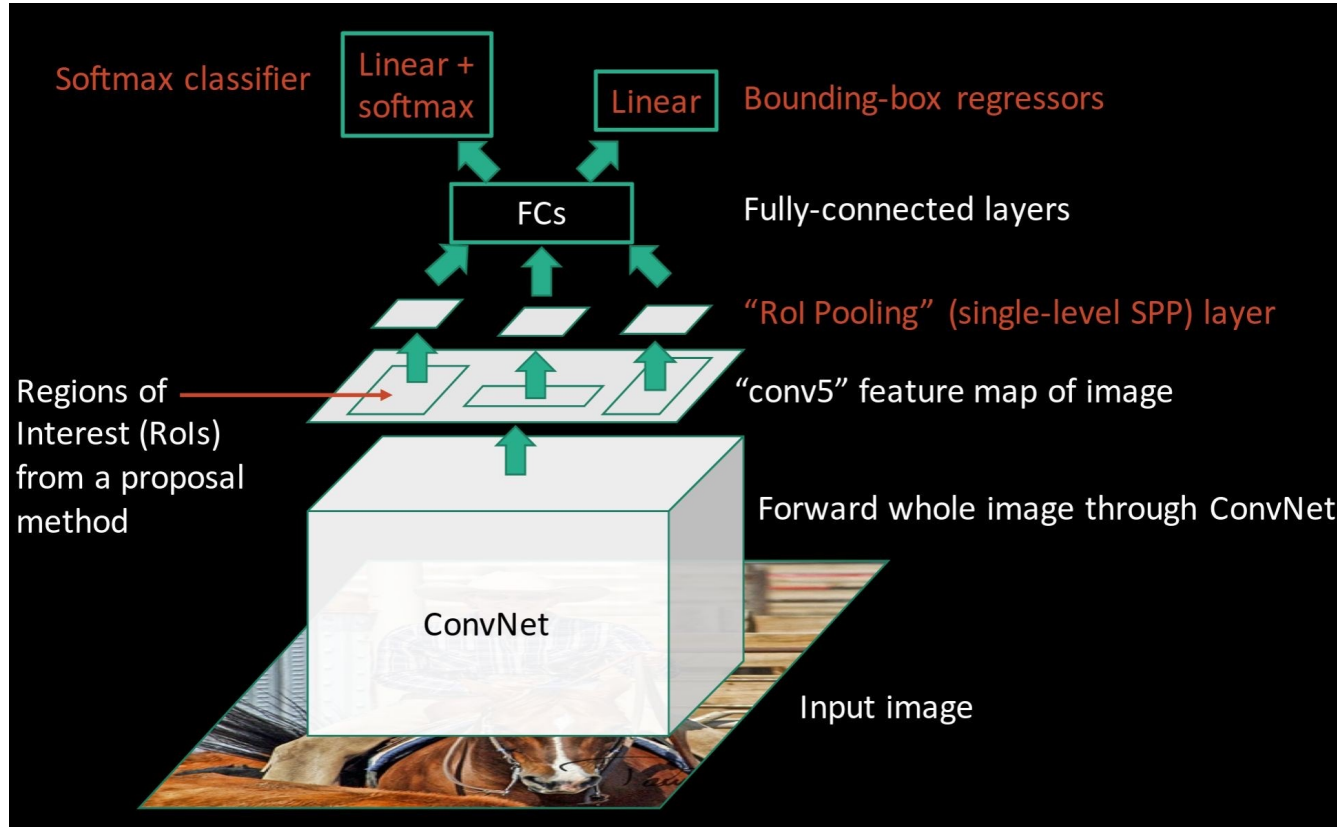 Softmax classifier
Linear +
softmax
Linear
Bounding-box regressors
FCs
Fully-connected layers
“RoI Pooling” (single-level SPP) layer
Regions of
Interest (RoIs)
from a proposal
method
“conv5” feature map of image
Forward whole image through ConvNet
ConvNet
Input image